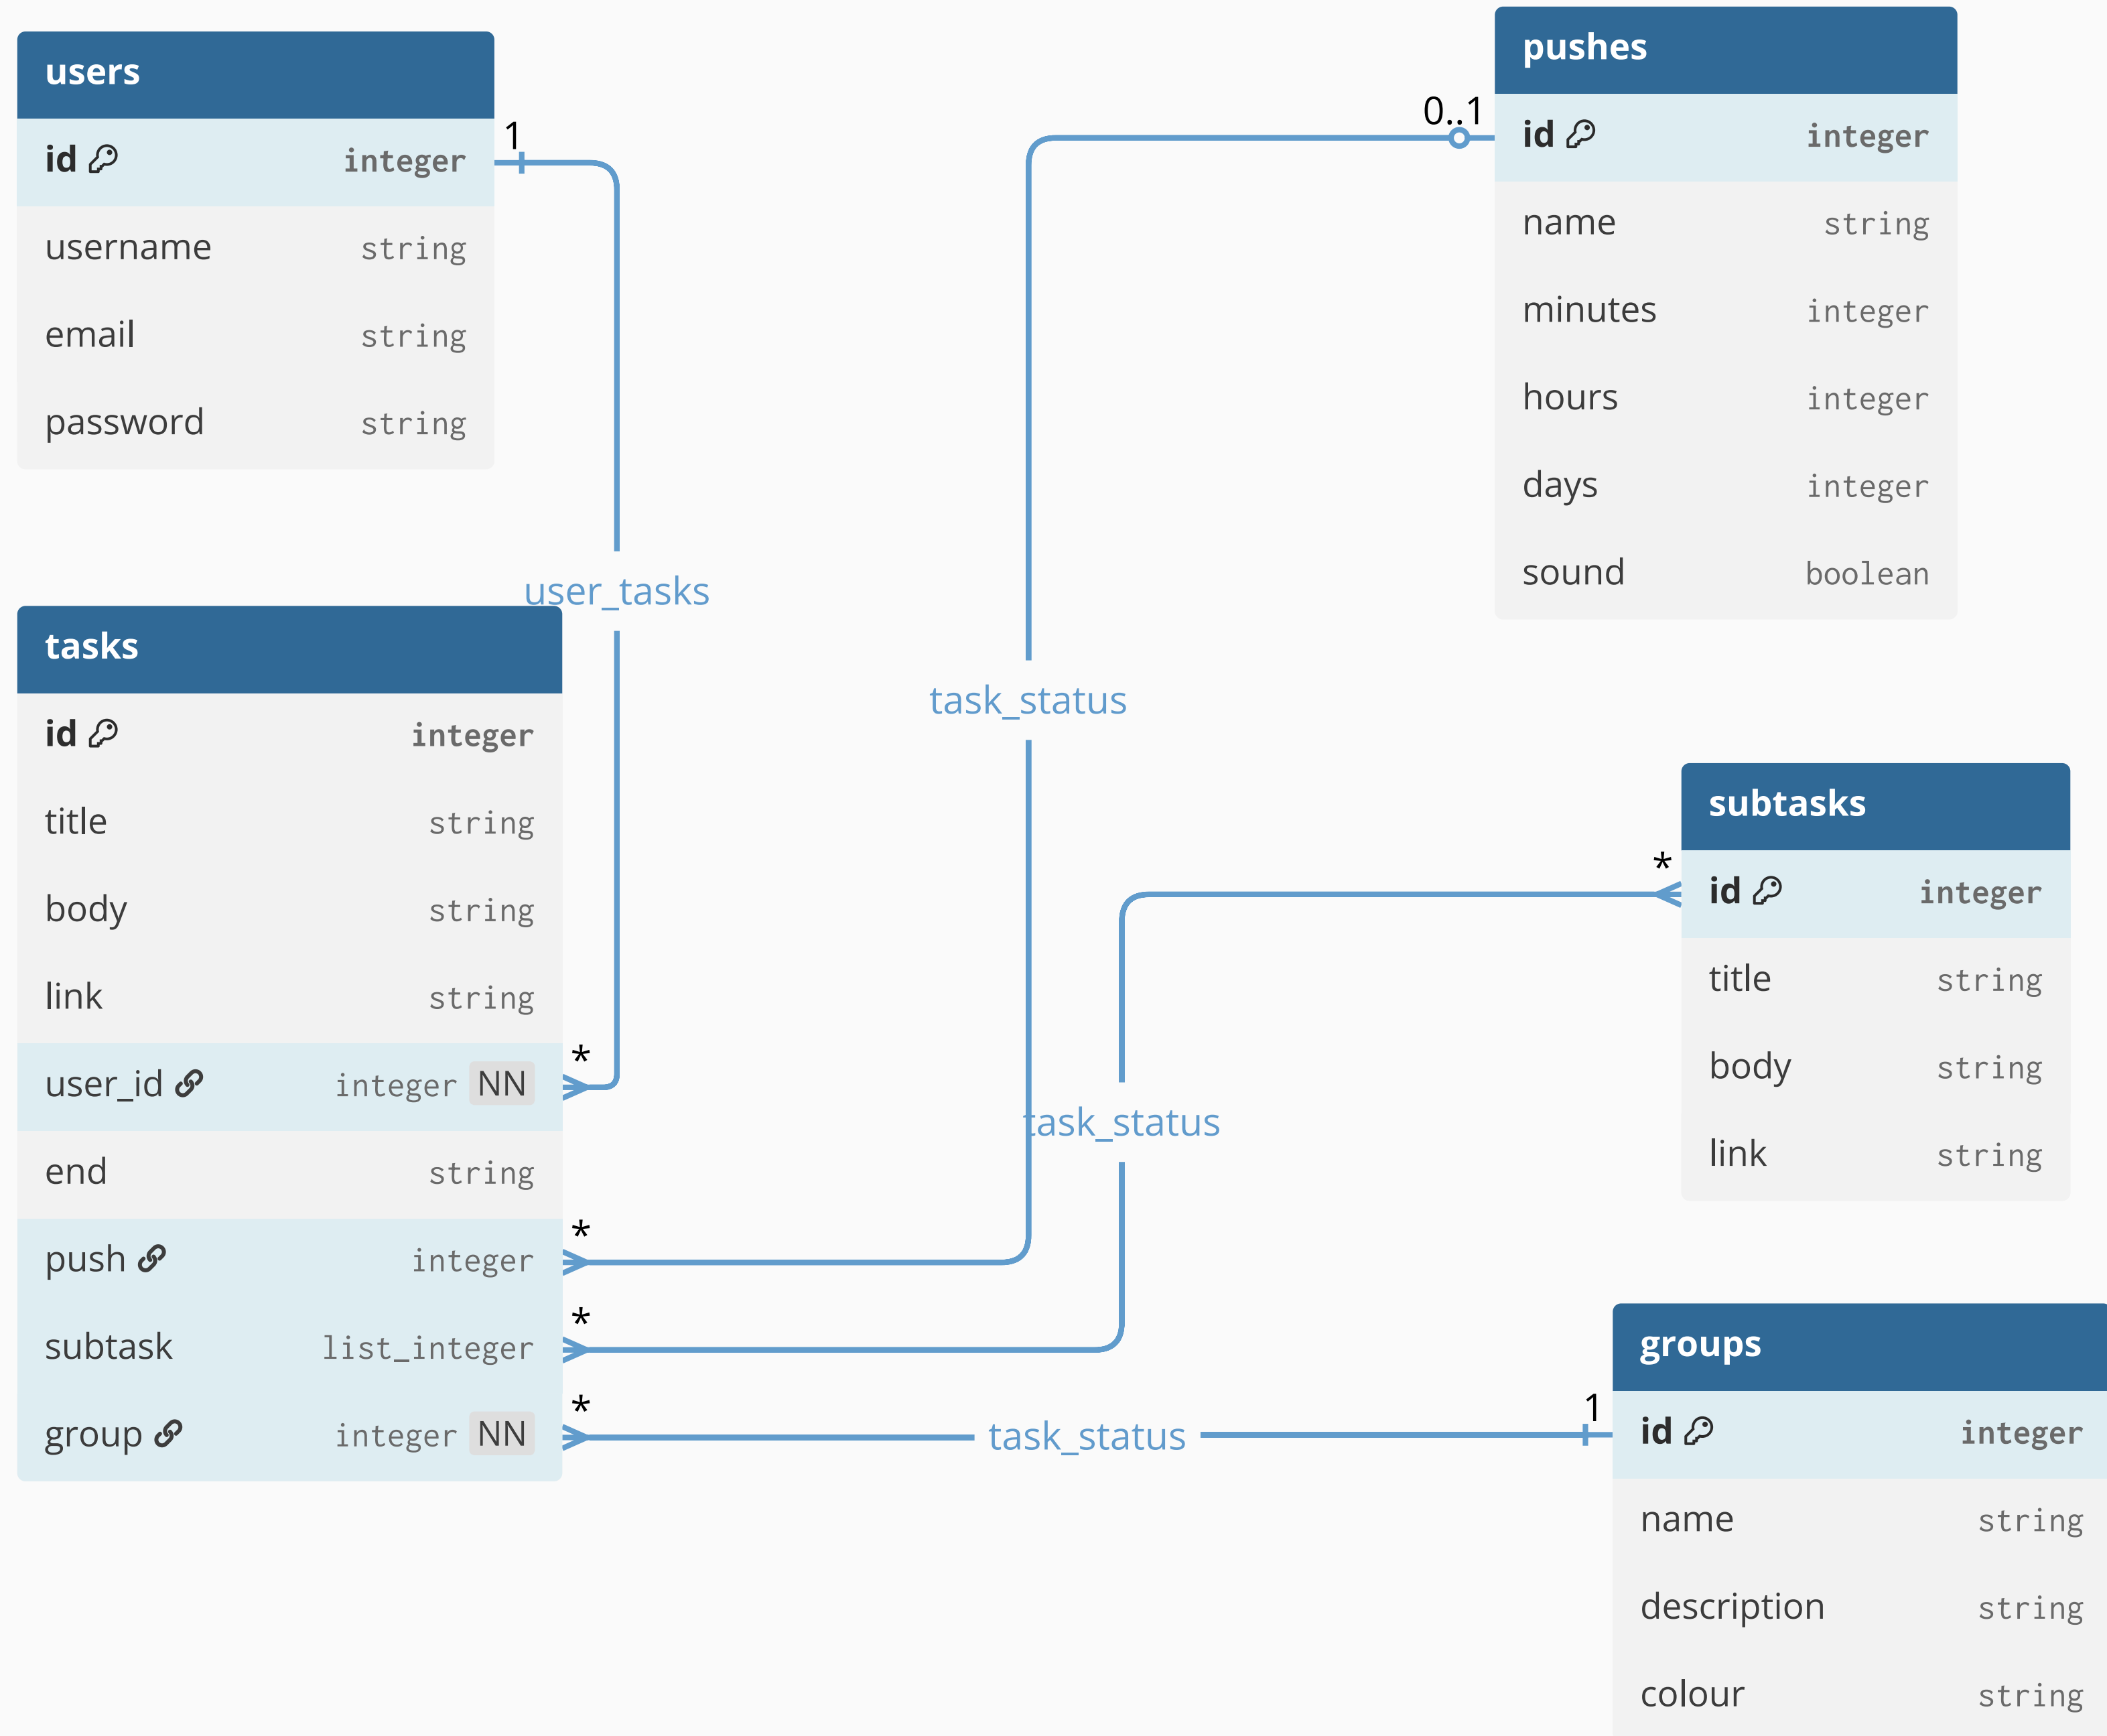 users
id integer
username string
email string
password string
1
user_tasks
tasks
id integer
title string
body string
link string
user_id integer NN
*
end string
push integer
*
subtask list_integer
*
group integer NN
*
task_status
task_status
task_status
pushes
0..1
id integer
name string
minutes integer
hours integer
days integer
sound boolean
subtasks
*
id integer
title string
body string
link string
groups
1
id integer
name string
description string
colour string